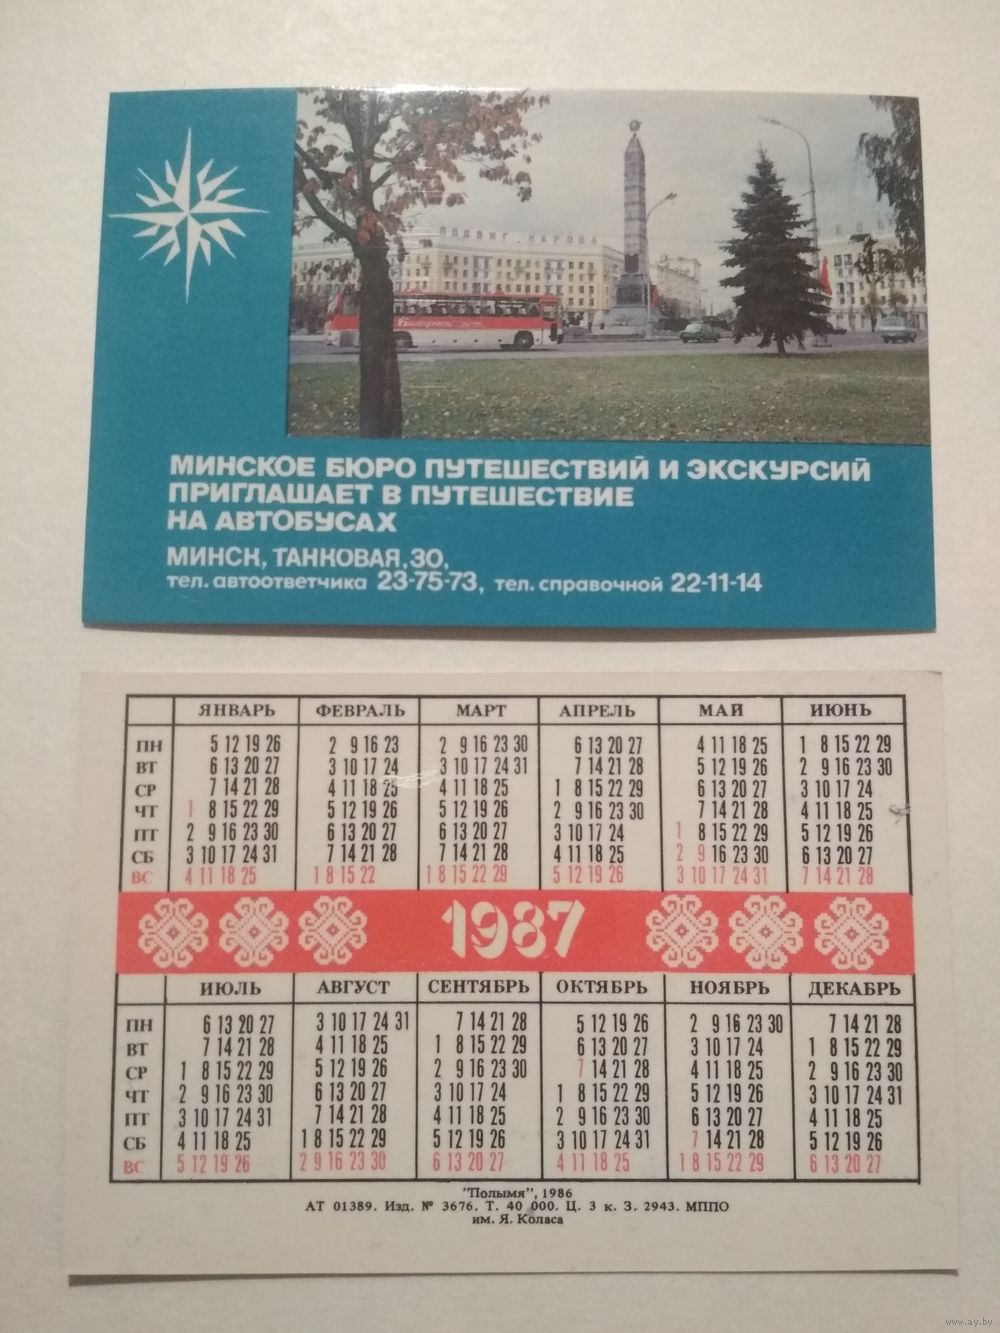 ПОДВИГ НАРОДА
МИНСКОЕ БЮРО ПУТЕШЕСТВИЙ И ЭКСКУРСИЙ
ПРИГЛАШАЕТ В ПУТЕШЕСТВИЕ
НА АВТОБУСАХ
МИНСК, ТАНКОВАЯ, 30,
тел. автоответчика 23-75-73, тел. справочной 22-11-14
ЯНВАРЬ ФЕВРАЛЬ МАРТ АПРЕЛЬ МАЙ ИЮНЬ
ПН 5 12 19 26 2 9 16 23 2 9 16 23 30 6 13 20 27 4 11 18 25 1 8 15 22 29
ВТ 6 13 20 27 3 10 17 24 3 10 17 24 31 7 14 21 28 5 12 19 26 2 9 16 23 30
СР 7 14 21 28 4 11 18 25 4 11 18 25 1 8 15 22 29 6 13 20 27 3 10 17 24
ЧТ 1 8 15 22 29 5 12 19 26 5 12 19 26 2 9 16 23 30 7 14 21 28 4 11 18 25
ПТ 2 9 16 23 30 6 13 20 27 6 13 20 27 3 10 17 24 1 8 15 22 29 5 12 19 26
СБ 3 10 17 24 31 7 14 21 28 7 14 21 28 4 11 18 25 2 9 16 23 30 6 13 20 27
ВС 4 11 18 25 1 8 15 22 1 8 15 22 29 5 12 19 26 3 10 17 24 31 7 14 21 28
1987
ИЮЛЬ АВГУСТ СЕНТЯБРЬ ОКТЯБРЬ НОЯБРЬ ДЕКАБРЬ
ПН 6 13 20 27 3 10 17 24 31 7 14 21 28 5 12 19 26 2 9 16 23 30 7 14 21 28
ВТ 7 14 21 28 4 11 18 25 1 8 15 22 29 6 13 20 27 3 10 17 24 1 8 15 22 29
СР 1 8 15 22 29 5 12 19 26 2 9 16 23 30 7 14 21 28 4 11 18 25 2 9 16 23 30
ЧТ 2 9 16 23 30 6 13 20 27 3 10 17 24 1 8 15 22 29 5 12 19 26 3 10 17 24 31
ПТ 3 10 17 24 31 7 14 21 28 4 11 18 25 2 9 16 23 30 6 13 20 27 4 11 18 25
СБ 4 11 18 25 1 8 15 22 29 5 12 19 26 3 10 17 24 31 7 14 21 28 5 12 19 26
ВС 5 12 19 26 2 9 16 23 30 6 13 20 27 4 11 18 25 1 8 15 22 29 6 13 20 27
"Полымя", 1986
АТ 01389. Изд. № 3676. Т. 40 000. Ц. 3 к. З. 2943. МППО
им. Я. Коласа
www.ay.by